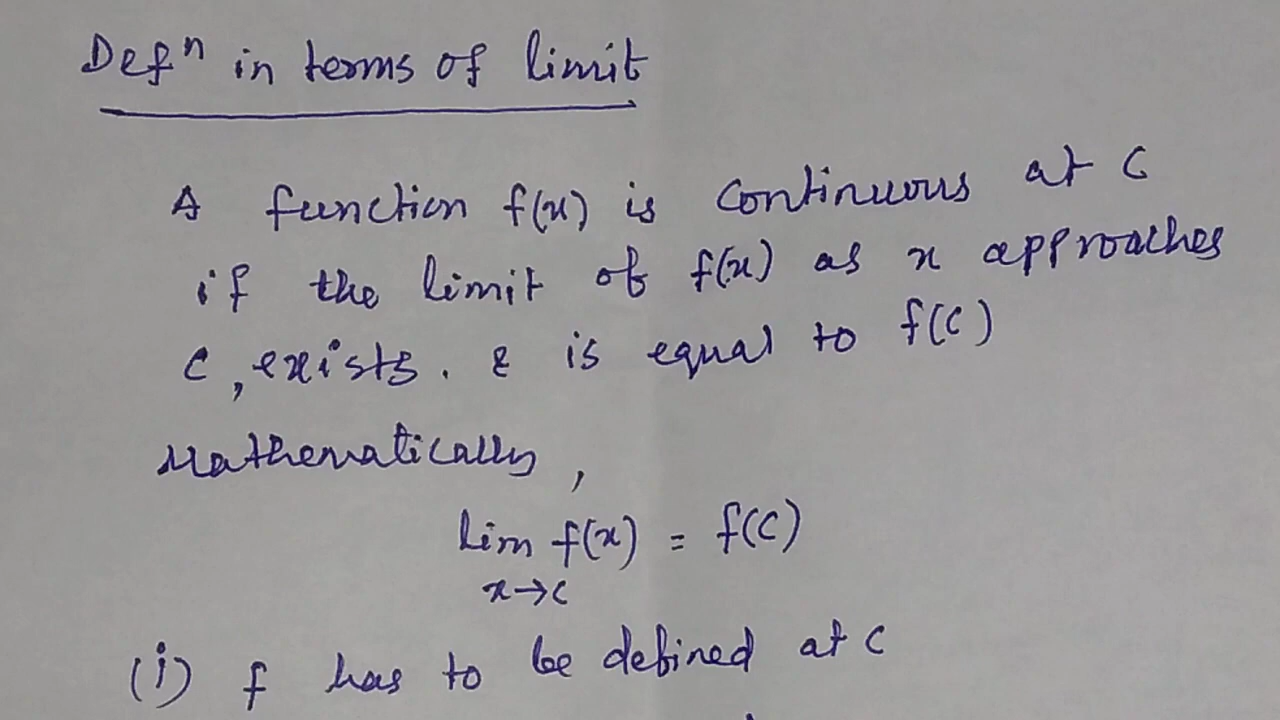 Defⁿ in terms of limit
A function f(x) is continuous at c
if the limit of f(x) as x approaches
c, exists. & is equal to f(c)
Mathematically,
lim f(x) = f(c)
x→c
(i) f has to be defined at c